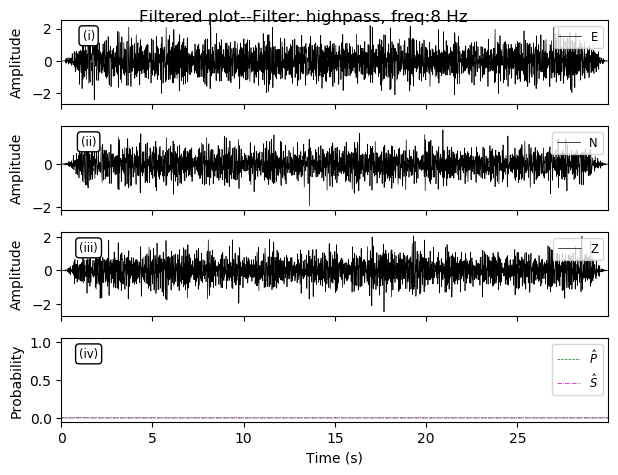 Filtered plot--Filter: highpass, freq:8 Hz
2
0
−2
Amplitude
(i)
E
0
−2
Amplitude
(ii)
N
2
0
−2
Amplitude
(iii)
Z
1.0
0.5
0.0
Probability
(iv)
P̂
Ŝ
0 5 10 15 20 25
Time (s)